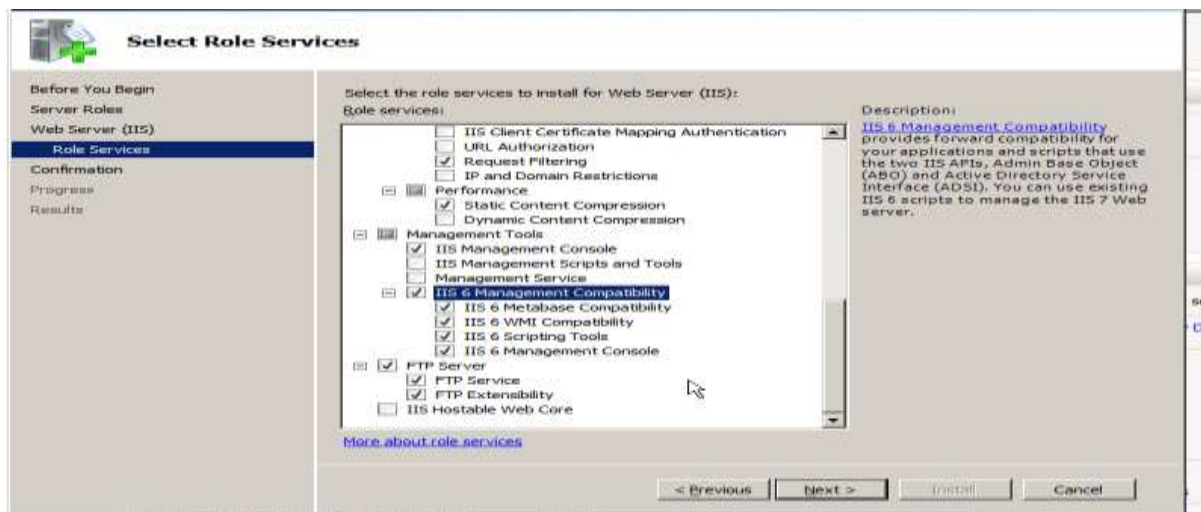 Select Role Services
Before You Begin
Server Roles
Web Server (IIS)
Role Services
Confirmation
Progress
Results
Select the role services to install for Web Server (IIS):
Role services:
IIS Client Certificate Mapping Authentication
URL Authorization
Request Filtering
IP and Domain Restrictions
Performance
Static Content Compression
Dynamic Content Compression
Management Tools
IIS Management Console
IIS Management Scripts and Tools
Management Service
IIS 6 Management Compatibility
IIS 6 Metabase Compatibility
IIS 6 WMI Compatibility
IIS 6 Scripting Tools
IIS 6 Management Console
FTP Server
FTP Service
FTP Extensibility
IIS Hostable Web Core
More about role services
Description:
IIS 6 Management Compatibility
provides forward compatibility for
your applications and scripts that use
the two IIS APIs, Admin Base Object
(ABO) and Active Directory Service
Interface (ADSI). You can use existing
IIS 6 scripts to manage the IIS 7 Web
server.
< Previous
Next >
Install
Cancel